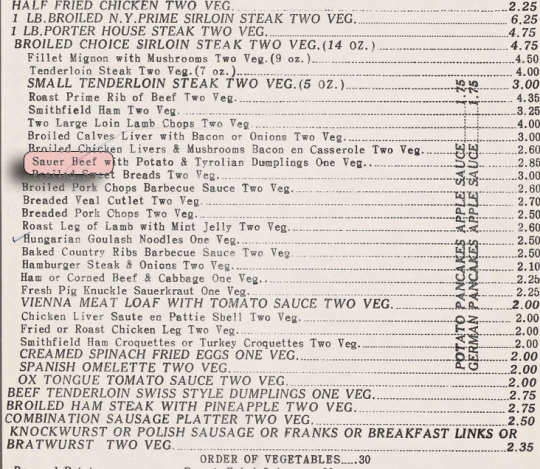 HALF FRIED CHICKEN TWO VEG. 2.25
1 LB.BROILED N.Y.PRIME SIRLOIN STEAK TWO VEG. 6.25
1 LB.PORTER HOUSE STEAK TWO VEG. 4.75
BROILED CHOICE SIRLOIN STEAK TWO VEG.(14 OZ.) 4.75
Fillet Mignon with Mushrooms Two Veg.(9 oz.) 4.50
Tenderloin Steak Two Veg.(7 oz.) 4.00
SMALL TENDERLOIN STEAK TWO VEG.(5 OZ.) 3.00
Roast Prime Rib of Beef Two Veg. 4.35
Smithfield Ham Two Veg. 3.25
Two Large Loin Lamb Chops Two Veg 4.00
Broiled Calves Liver with Bacon or Onions Two Veg. 3.00
Broiled Chicken Livers & Mushrooms Bacon en Casserole Two Veg. 2.60
Sauer Beef with Potato & Tyrolian Dumplings One Veg. 2.85
Broiled Sweet Breads Two Veg. 3.00
Broiled Pork Chops Barbecue Sauce Two Veg. 2.60
Breaded Veal Cutlet Two Veg. 2.70
Breaded Pork Chops Two Veg. 2.50
Roast Leg of Lamb with Mint Jelly Two Veg. 2.60
Hungarian Goulash Noodles One Veg. 2.50
Baked Country Ribs Barbecue Sauce Two Veg 2.50
Hamburger Steak & Onions Two Veg. 2.10
Ham or Corned Beef & Cabbage One Veg. 2.25
Fresh Pig Knuckle Sauerkraut One Veg. 2.25
VIENNA MEAT LOAF WITH TOMATO SAUCE TWO VEG. 2.00
Chicken Liver Saute en Pattie Shell Two Veg 2.00
Fried or Roast Chicken Leg Two Veg. 2.00
Smithfield Ham Croquettes or Turkey Croquettes Two Veg. 2.00
CREAMED SPINACH FRIED EGGS ONE VEG. 2.00
SPANISH OMELETTE TWO VEG. 2.00
OX TONGUE TOMATO SAUCE TWO VEG. 2.00
BEEF TENDERLOIN SWISS STYLE DUMPLINGS ONE VEG. 2.75
BROILED HAM STEAK WITH PINEAPPLE TWO VEG. 2.75
COMBINATION SAUSAGE PLATTER TWO VEG. 2.50
KNOCKWURST OR POLISH SAUSAGE OR FRANKS OR BREAKFAST LINKS OR
BRATWURST TWO VEG. 2.35
ORDER OF VEGETABLES.....30
POTATO PANCAKES APPLE SAUCE 1.75
GERMAN PANCAKES APPLE SAUCE 1.75